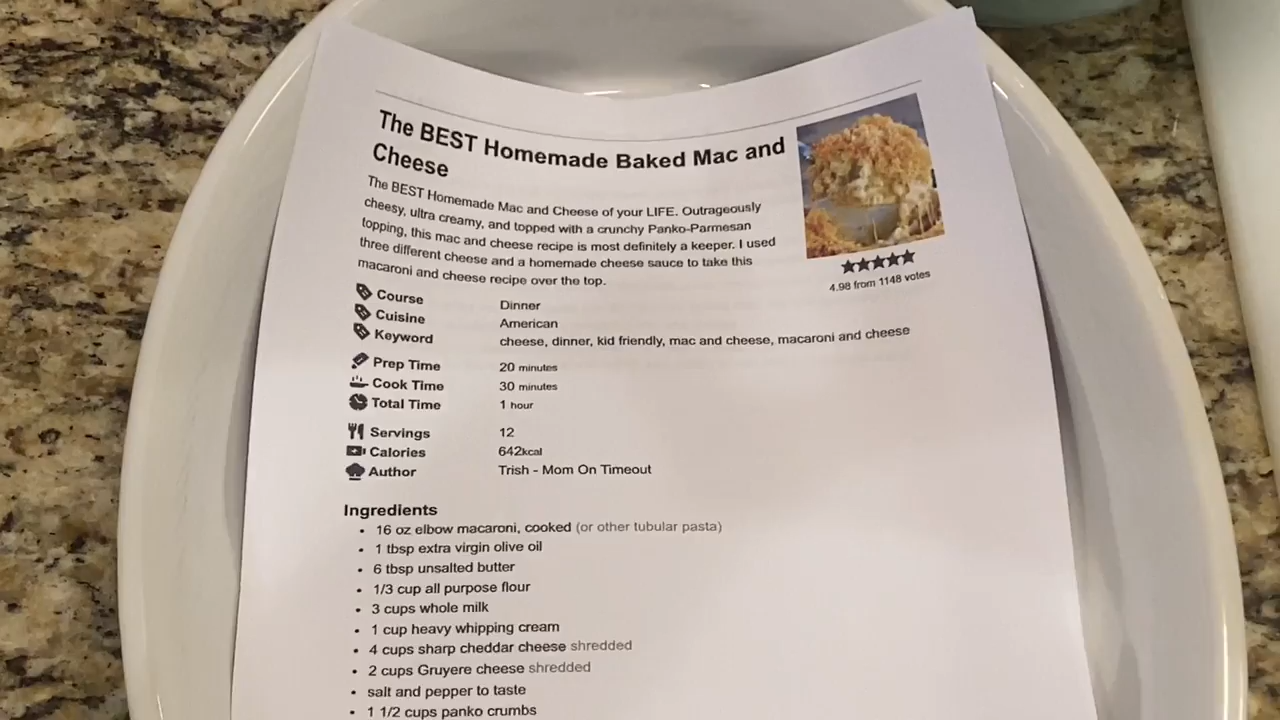 The BEST Homemade Baked Mac and
Cheese
The BEST Homemade Mac and Cheese of your LIFE. Outrageously
cheesy, ultra creamy, and topped with a crunchy Panko-Parmesan
topping, this mac and cheese recipe is most definitely a keeper. I used
three different cheese and a homemade cheese sauce to take this
macaroni and cheese recipe over the top.
4.98 from 1148 votes
Course Dinner
Cuisine American
Keyword cheese, dinner, kid friendly, mac and cheese, macaroni and cheese
Prep Time 20 minutes
Cook Time 30 minutes
Total Time 1 hour
Servings 12
Calories 642kcal
Author Trish - Mom On Timeout
Ingredients
• 16 oz elbow macaroni, cooked (or other tubular pasta)
• 1 tbsp extra virgin olive oil
• 6 tbsp unsalted butter
• 1/3 cup all purpose flour
• 3 cups whole milk
• 1 cup heavy whipping cream
• 4 cups sharp cheddar cheese shredded
• 2 cups Gruyere cheese shredded
• salt and pepper to taste
• 1 1/2 cups panko crumbs